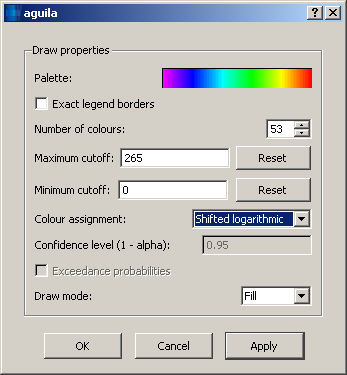 aguila
Draw properties
Palette:
Exact legend borders
Number of colours: 53
Maximum cutoff: 265 Reset
Minimum cutoff: 0 Reset
Colour assignment: Shifted logarithmic
Confidence level (1 - alpha): 0.95
Exceedance probabilities
Draw mode: Fill
OK Cancel Apply